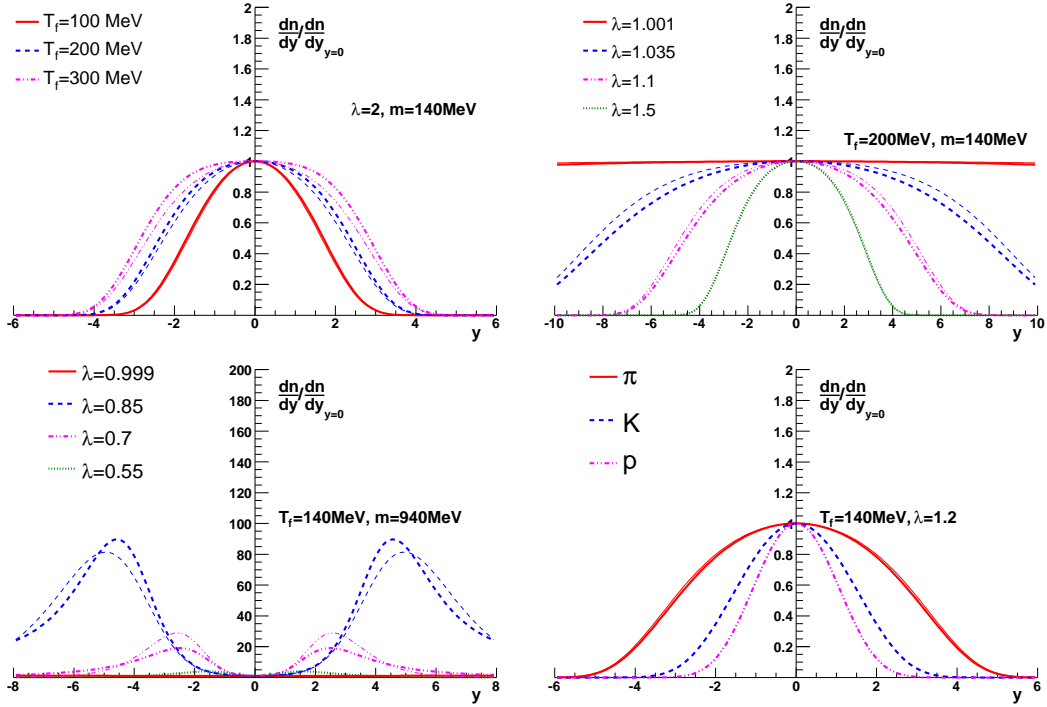 T_f=100 MeV
T_f=200 MeV
T_f=300 MeV
dn/dy/dn/dy_y=0
λ=2, m=140MeV
2
1.8
1.6
1.4
1.2
1
0.8
0.6
0.4
0.2
-6 -4 -2 0 2 4 6
y
λ=1.001
λ=1.035
λ=1.1
λ=1.5
dn/dy/dn/dy_y=0
T_f=200MeV, m=140MeV
2
1.8
1.6
1.4
1.2
1
0.8
0.6
0.4
0.2
-10 -8 -6 -4 -2 0 2 4 6 8 10
y
λ=0.999
λ=0.85
λ=0.7
λ=0.55
dn/dy/dn/dy_y=0
T_f=140MeV, m=940MeV
200
180
160
140
120
100
80
60
40
20
-8 -6 -4 -2 0 2 4 6 8
y
π
K
p
dn/dy/dn/dy_y=0
T_f=140MeV, λ=1.2
2
1.8
1.6
1.4
1.2
1
0.8
0.6
0.4
0.2
-6 -4 -2 0 2 4 6
y